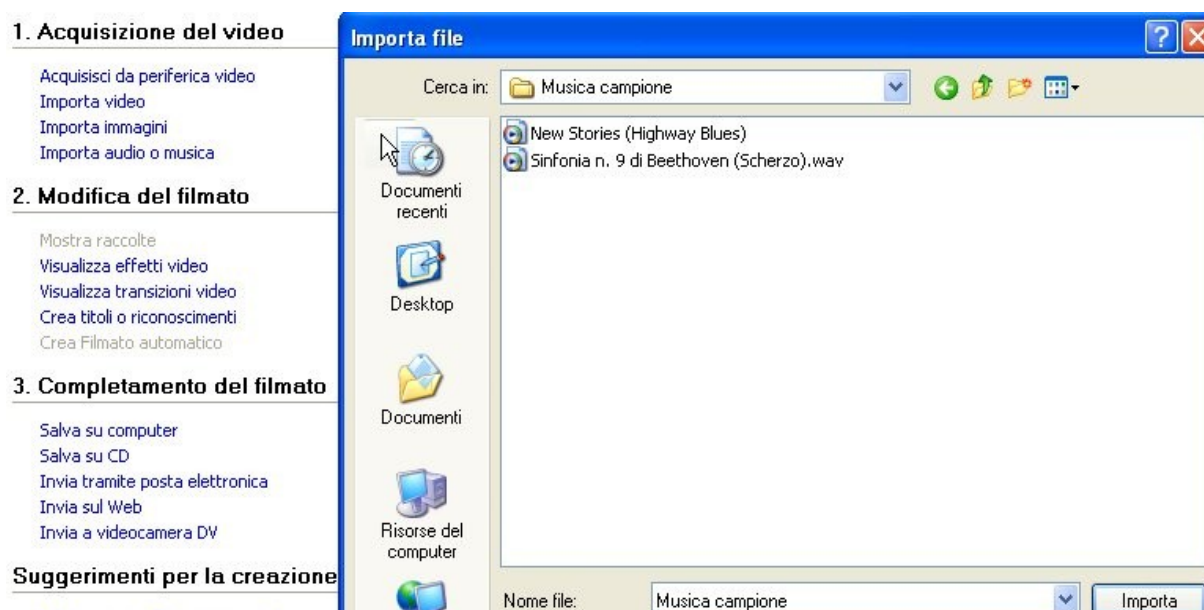 1. Acquisizione del video
Acquisisci da periferica video
Importa video
Importa immagini
Importa audio o musica
2. Modifica del filmato
Mostra raccolte
Visualizza effetti video
Visualizza transizioni video
Crea titoli o riconoscimenti
Crea Filmato automatico
3. Completamento del filmato
Salva su computer
Salva su CD
Invia tramite posta elettronica
Invia sul Web
Invia a videocamera DV
Suggerimenti per la creazione
Importa file
Cerca in: Musica campione
New Stories (Highway Blues)
Sinfonia n. 9 di Beethoven (Scherzo).wav
Documenti
recenti
Desktop
Documenti
Risorse del
computer
Nome file: Musica campione Importa